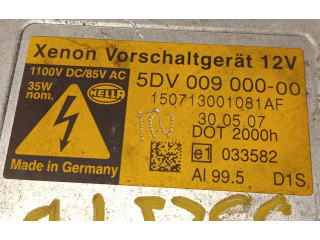 Xenon Vorschaltgerät 12V
1100V DC/85V AC
35W
nom.
HELLA
Made in Germany
5DV 009 000-00
150713001081AF
30.05.07
DOT 2000h
e1 033582
Al 99.5 D1S